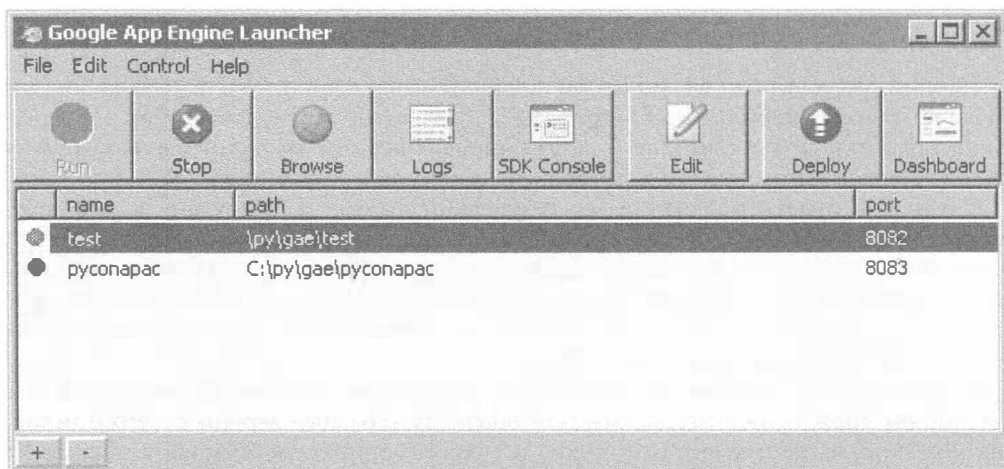 Google App Engine Launcher
File Edit Control Help
Run Stop Browse Logs SDK Console Edit Deploy Dashboard
name path port
test \py\gae\test 8082
pyconapac C:\py\gae\pyconapac 8083
+ -